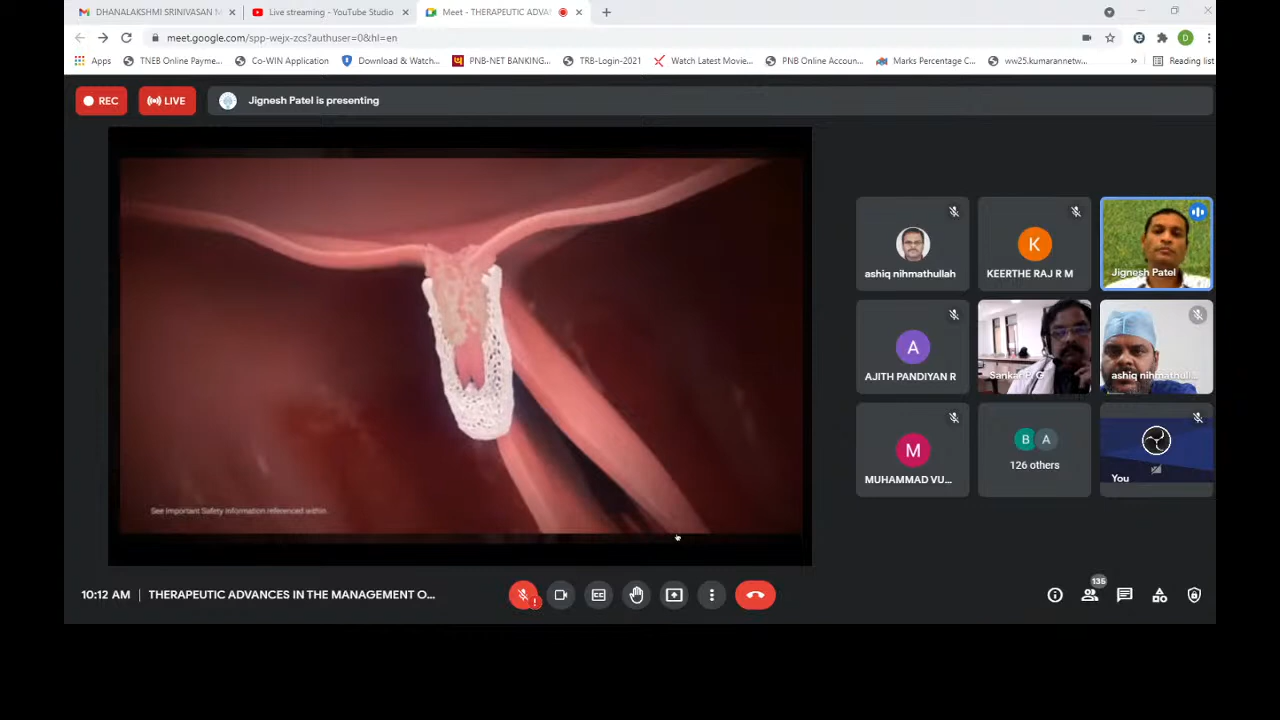 DHANALAKSHMI SRINIVASAN M
Live streaming - YouTube Studio
Meet - THERAPEUTIC ADVA
meet.google.com/spp-wejx-zcs?authuser=0&hl=en
Apps
TNEB Online Payme...
Co-WIN Application
Download & Watch...
PNB-NET BANKING...
TRB-Login-2021
Watch Latest Movie...
PNB Online Accoun...
Marks Percentage C...
ww25.kumarannetw...
»
Reading list
REC
LIVE
Jignesh Patel is presenting
ashiq nihmathullah
KEERTHE RAJ R M
Jignesh Patel
A
AJITH PANDIYAN R
ashiq nihmathull...
K
M
MUHAMMAD VU...
B A
126 others
You
See Important Safety Information referenced within.
10:12 AM | THERAPEUTIC ADVANCES IN THE MANAGEMENT O...
135
D